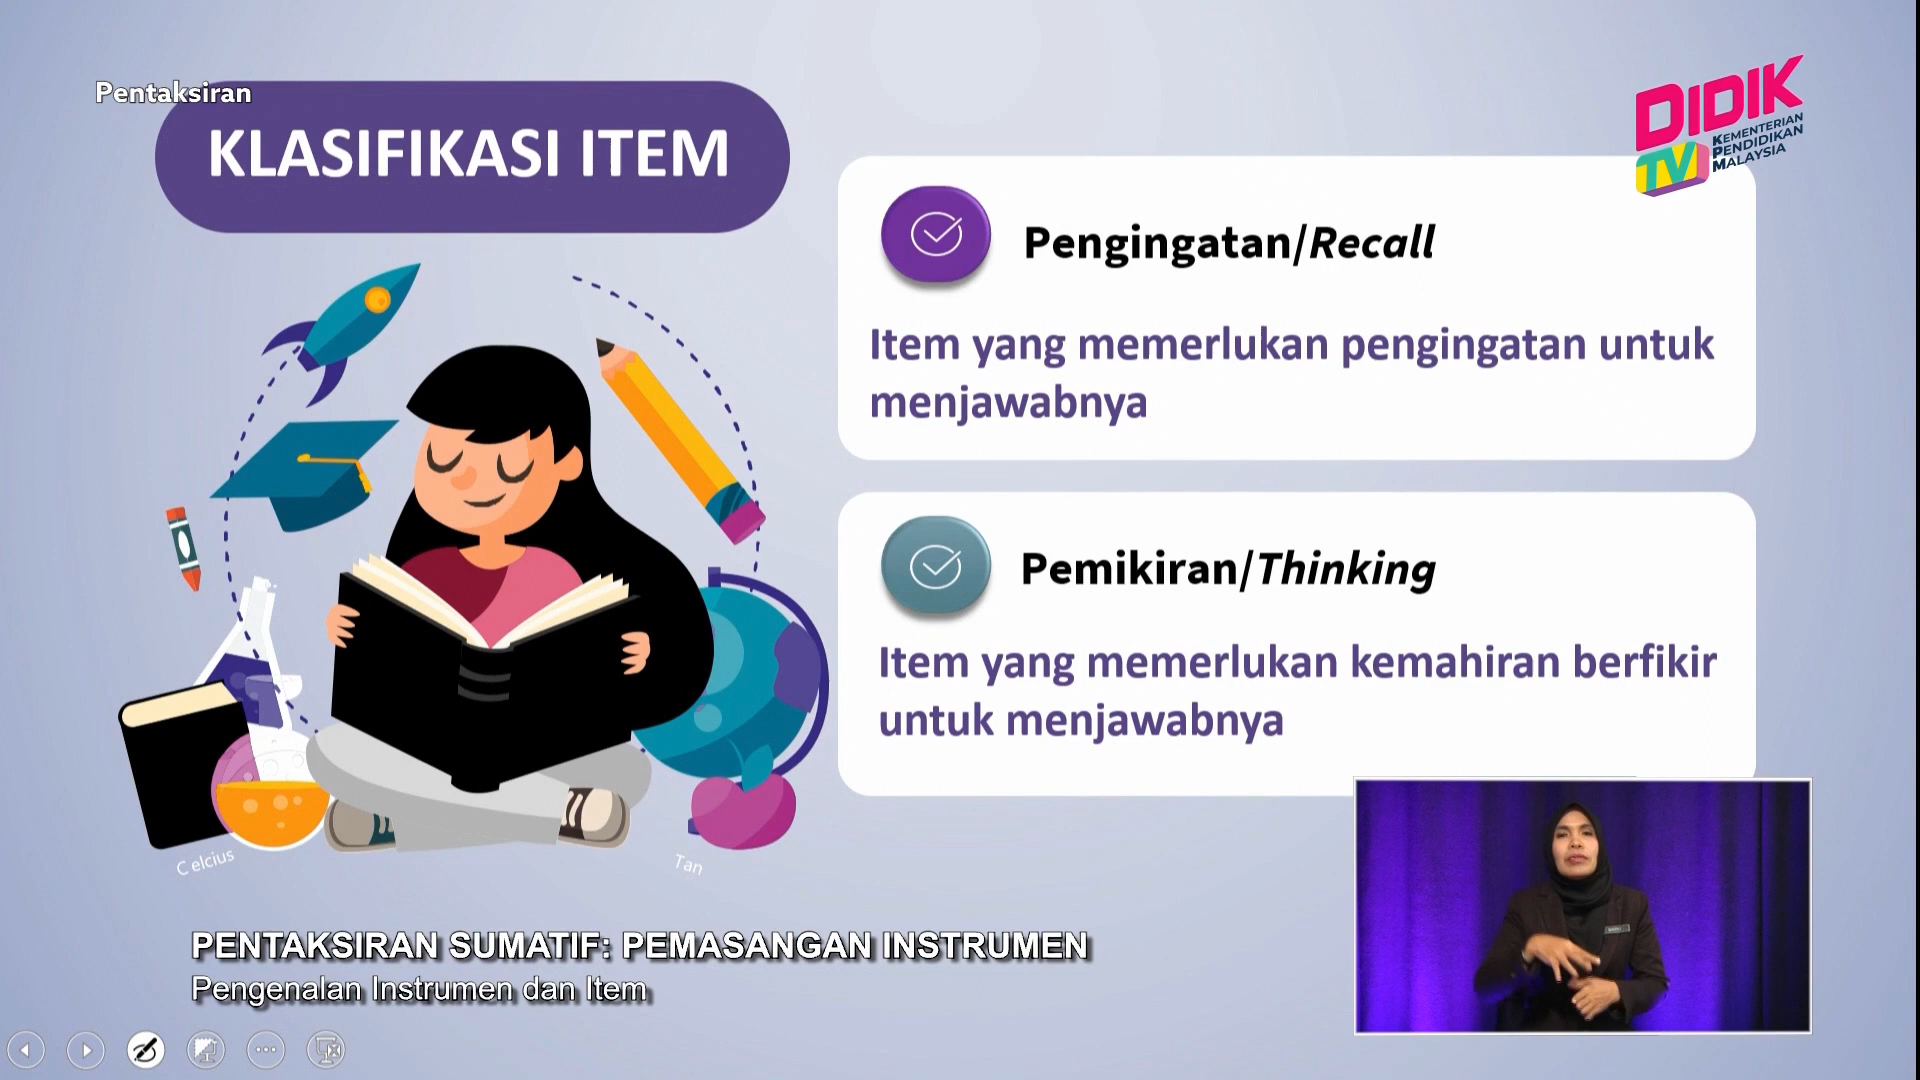 Pentaksiran
KLASIFIKASI ITEM
DIDIK
TV
KEMENTERIAN
PENDIDIKAN
MALAYSIA
Pengingatan/Recall
Item yang memerlukan pengingatan untuk
menjawabnya
Pemikiran/Thinking
Item yang memerlukan kemahiran berfikir
untuk menjawabnya
Celcius
Tan
PENTAKSIRAN SUMATIF: PEMASANGAN INSTRUMEN
Pengenalan Instrumen dan Item